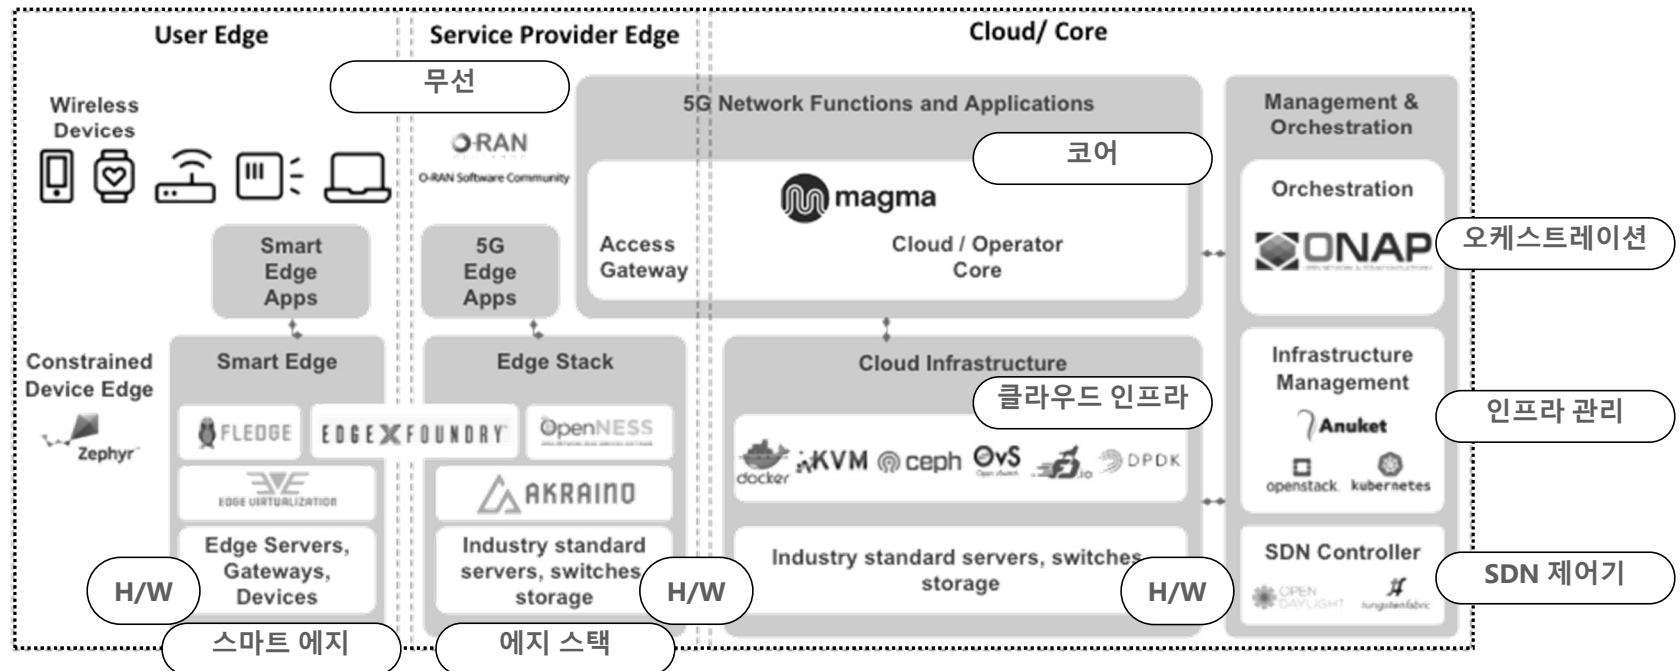 User Edge
Service Provider Edge
Cloud/ Core
무선
Wireless
Devices
O-RAN
O-RAN Software Community
5G Network Functions and Applications
코어
magma
Access
Gateway
Cloud / Operator
Core
Management &
Orchestration
Orchestration
ONAP
오케스트레이션
Smart
Edge
Apps
5G
Edge
Apps
Constrained
Device Edge
Zephyr
Smart Edge
FLEDGE
EDGE X FOUNDRY
EDGE VIRTUALIZATION
Edge Servers,
Gateways,
Devices
H/W
스마트 에지
Edge Stack
OpenNESS
AKRAINO
Industry standard
servers, switches
storage
H/W
에지 스택
Cloud Infrastructure
클라우드 인프라
docker
KVM
ceph
OvS
Open vSwitch
FD.io
DPDK
Industry standard servers, switches
storage
H/W
Infrastructure
Management
Anuket
openstack.
kubernetes
인프라 관리
SDN Controller
OPEN
DAYLIGHT
tungstenfabric
SDN 제어기